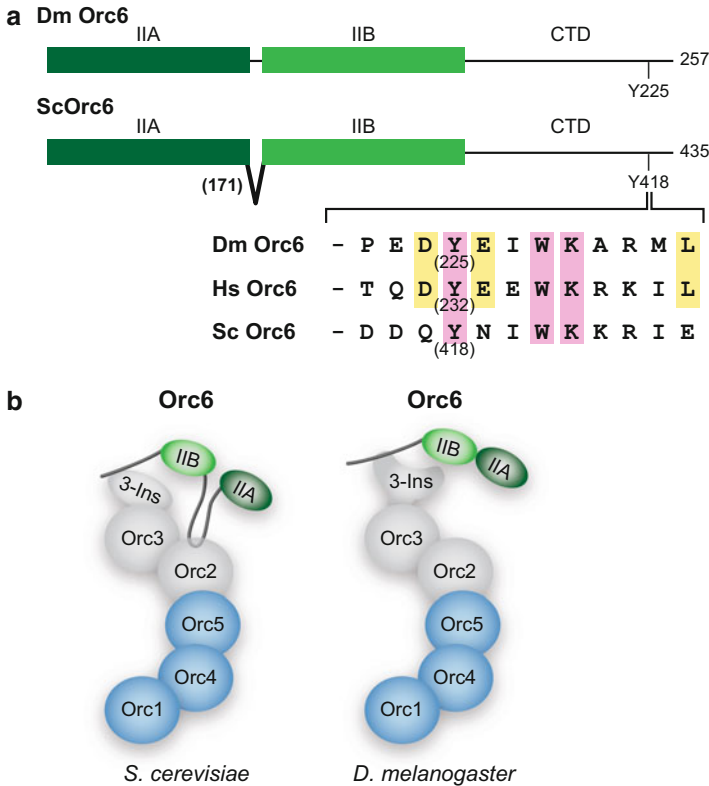 a
Dm Orc6
IIA IIB CTD
257
Y225
ScOrc6
IIA IIB CTD
435
(171)
Y418
Dm Orc6 - P E D Y E I W K A R M L
(225)
Hs Orc6 - T Q D Y E E W K R K I L
(232)
Sc Orc6 - D D Q Y N I W K K R I E
(418)
b
Orc6
IIB
IIA
3-Ins
Orc3
Orc2
Orc5
Orc4
Orc1
S. cerevisiae
Orc6
IIB
IIA
3-Ins
Orc3
Orc2
Orc5
Orc4
Orc1
D. melanogaster